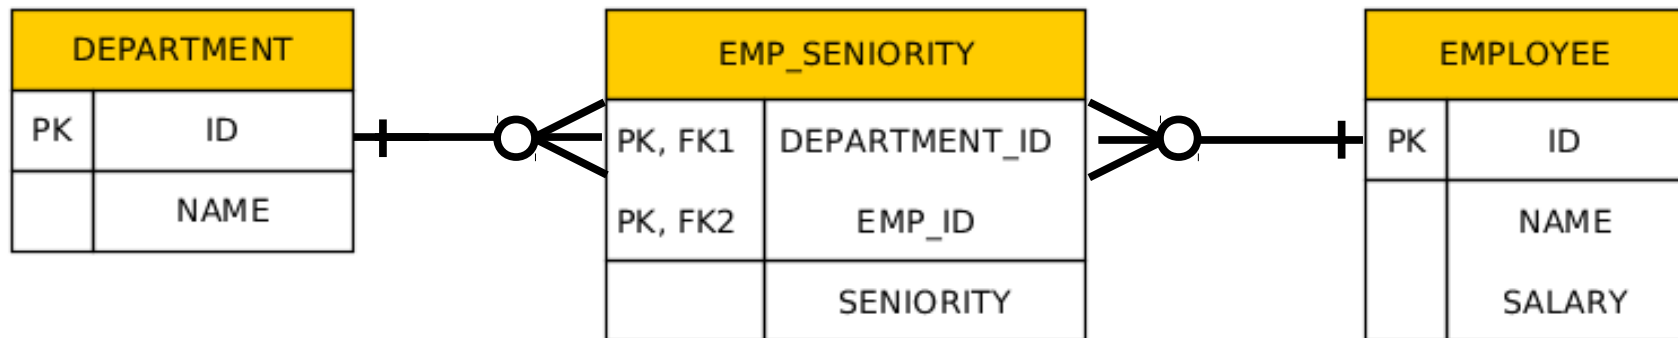 DEPARTMENT
PK ID
NAME
EMP_SENIORITY
PK, FK1 DEPARTMENT_ID
PK, FK2 EMP_ID
SENIORITY
EMPLOYEE
PK ID
NAME
SALARY